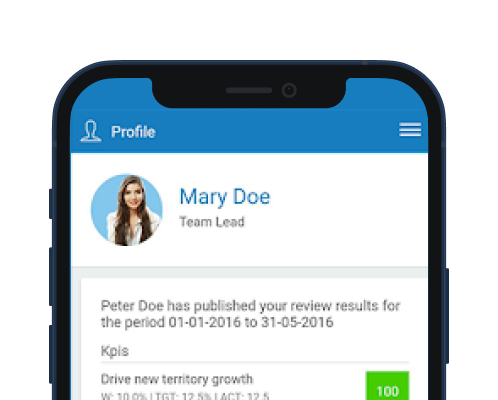 Profile
Mary Doe
Team Lead
Peter Doe has published your review results for
the period 01-01-2016 to 31-05-2016
Kpis
Drive new territory growth
100
W: 10.0% | TGT: 12.5% | ACT: 12.5